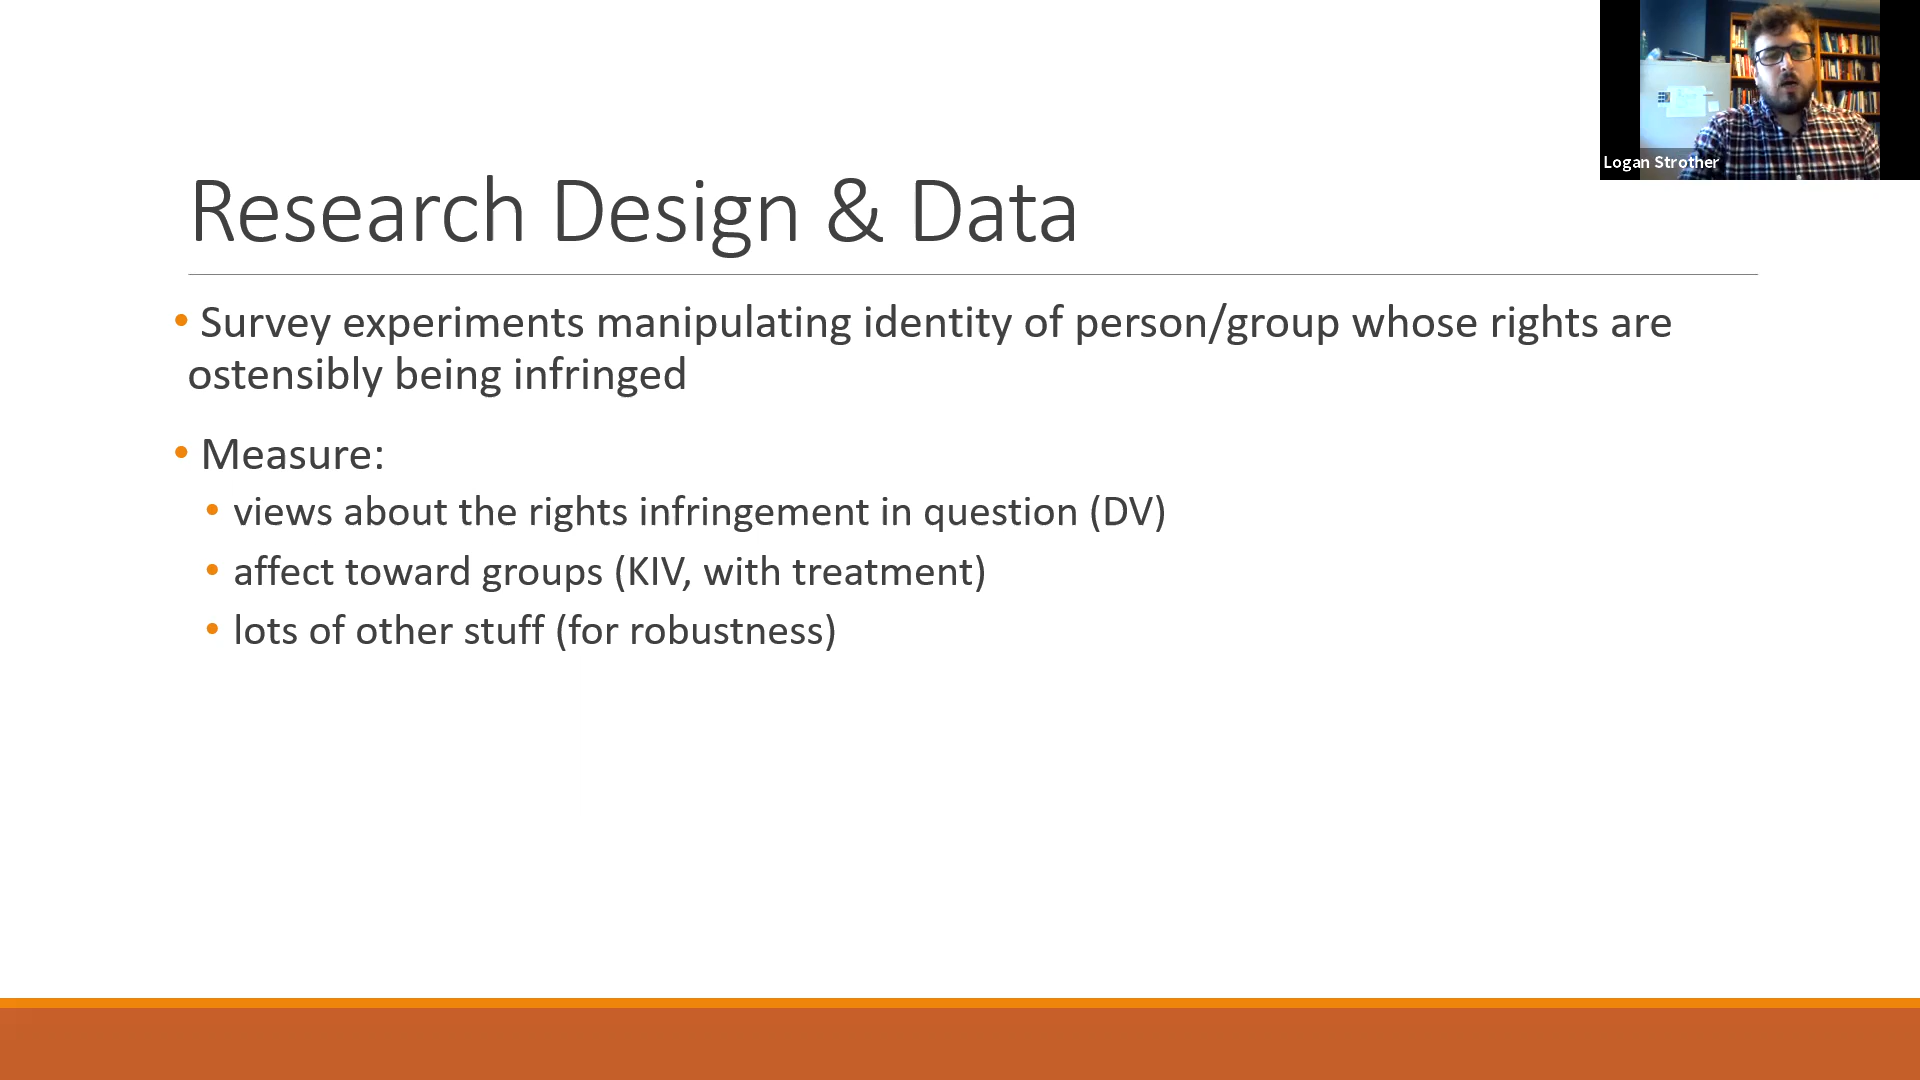 Logan Strother
Research Design & Data
• Survey experiments manipulating identity of person/group whose rights are
ostensibly being infringed
• Measure:
• views about the rights infringement in question (DV)
• affect toward groups (KIV, with treatment)
• lots of other stuff (for robustness)